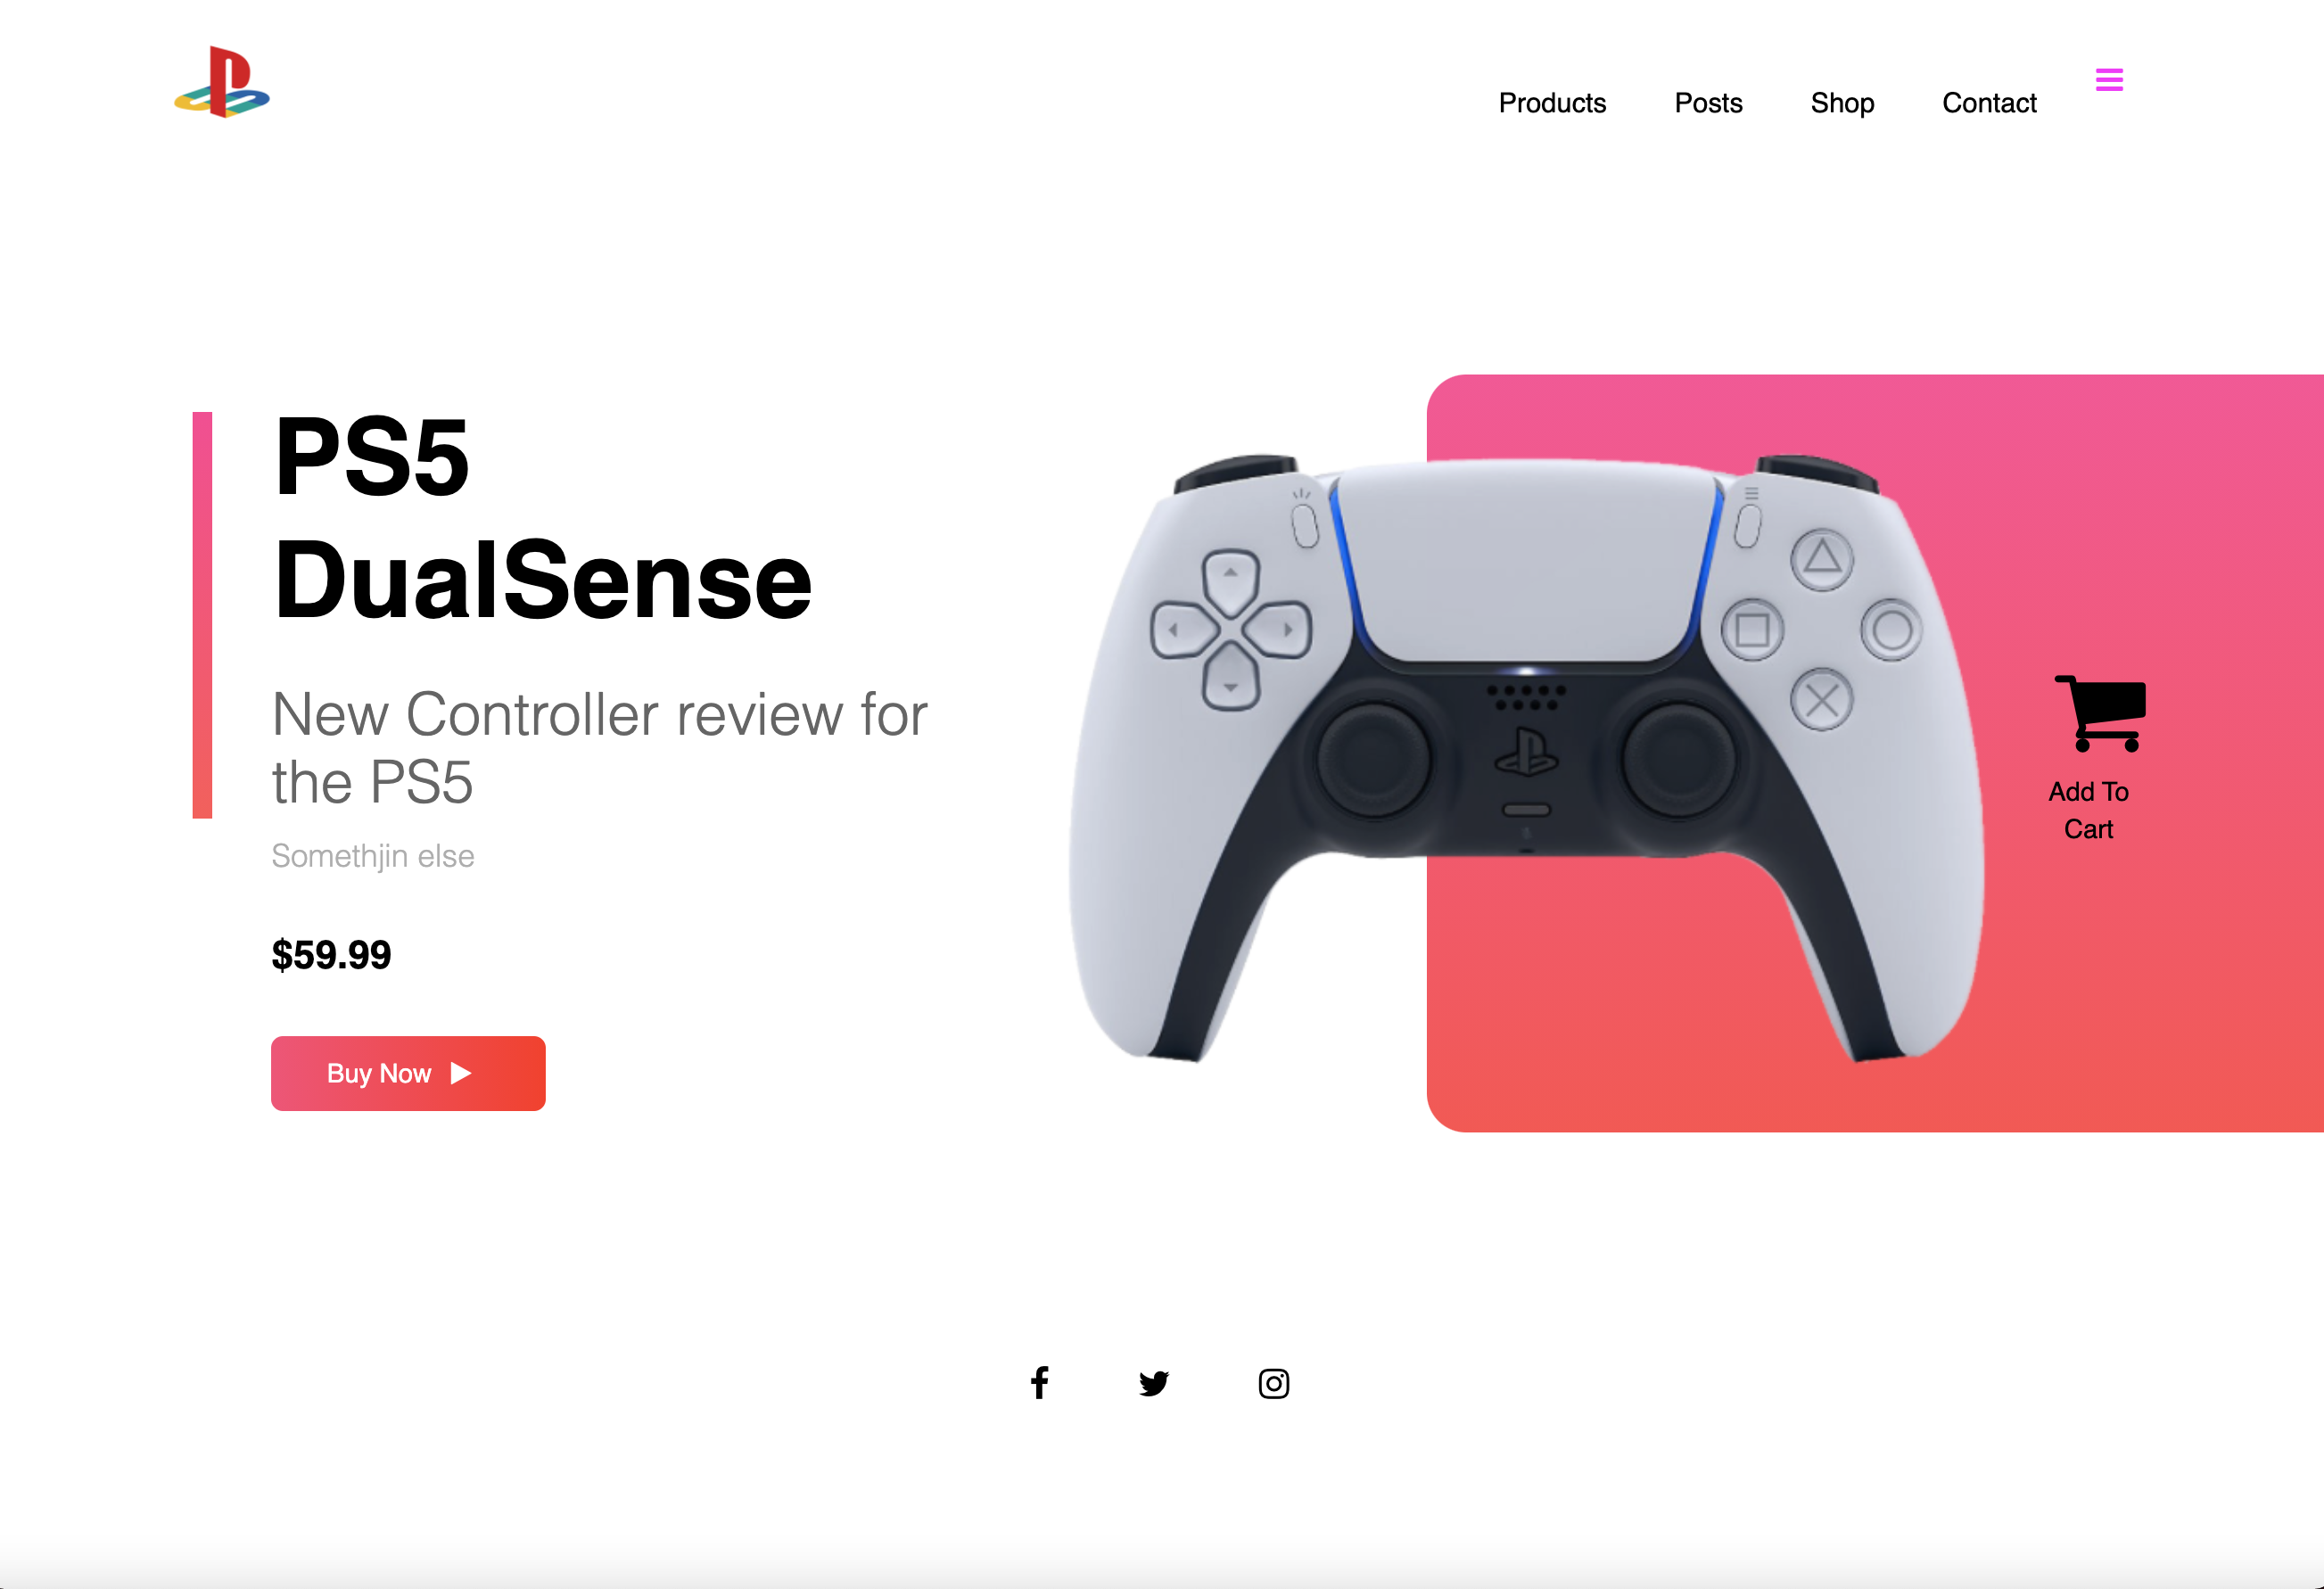 Products Posts Shop Contact
PS5
DualSense
New Controller review for
the PS5
Somethjin else
$59.99
Buy Now
Add To
Cart